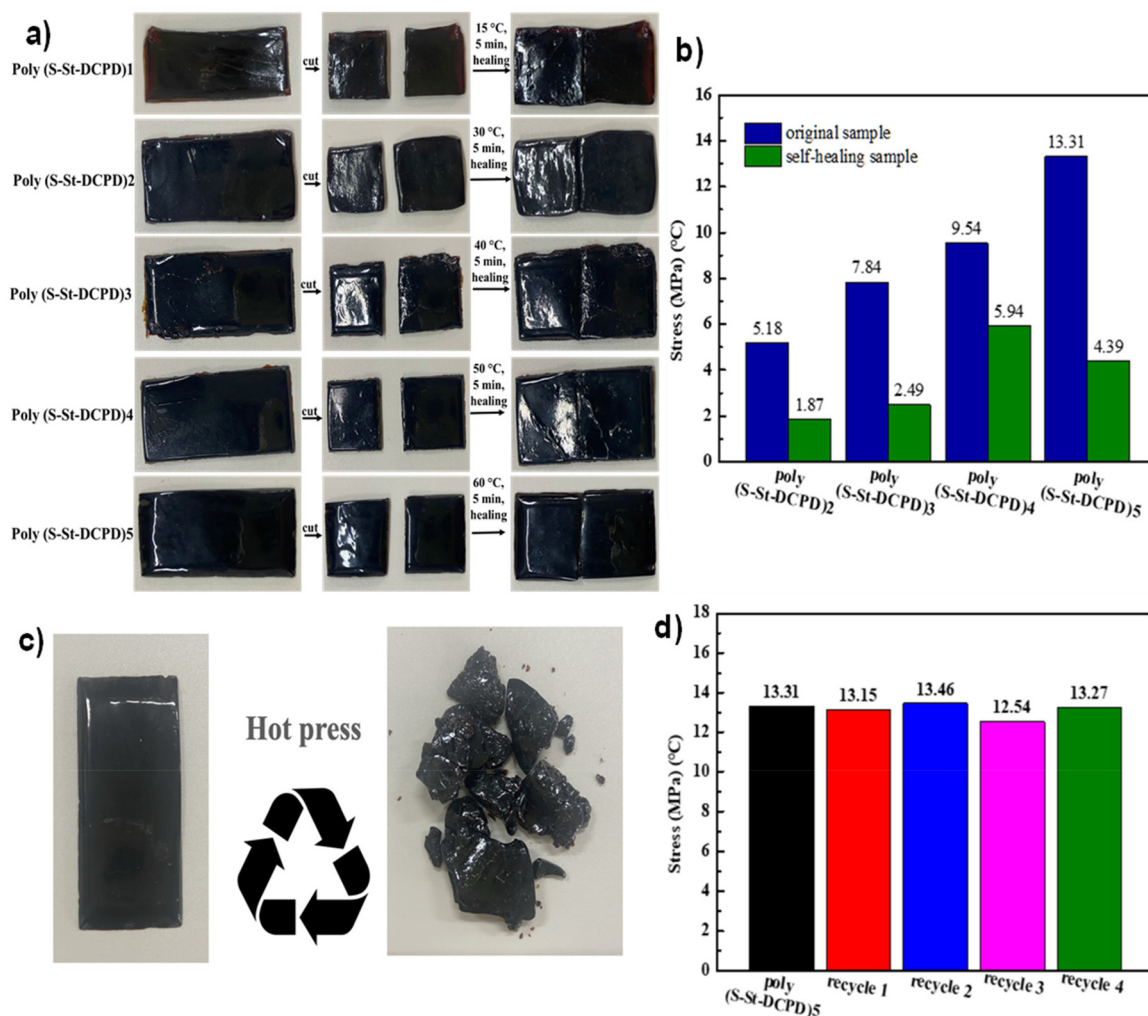 a)
Poly (S-St-DCPD)1
cut
15 °C,
5 min,
healing
Poly (S-St-DCPD)2
cut
30 °C,
5 min,
healing
Poly (S-St-DCPD)3
cut
40 °C,
5 min,
healing
Poly (S-St-DCPD)4
cut
50 °C,
5 min,
healing
Poly (S-St-DCPD)5
cut
60 °C,
5 min,
healing
b)
Stress (MPa) (°C)
16
14
12
10
8
6
4
2
0
original sample
self-healing sample
5.18
1.87
7.84
2.49
9.54
5.94
13.31
4.39
poly
(S-St-DCPD)2
poly
(S-St-DCPD)3
poly
(S-St-DCPD)4
poly
(S-St-DCPD)5
c)
Hot press
d)
Stress (MPa) (°C)
18
16
14
12
10
8
6
4
2
0
13.31
13.15
13.46
12.54
13.27
poly
(S-St-DCPD)5
recycle 1
recycle 2
recycle 3
recycle 4